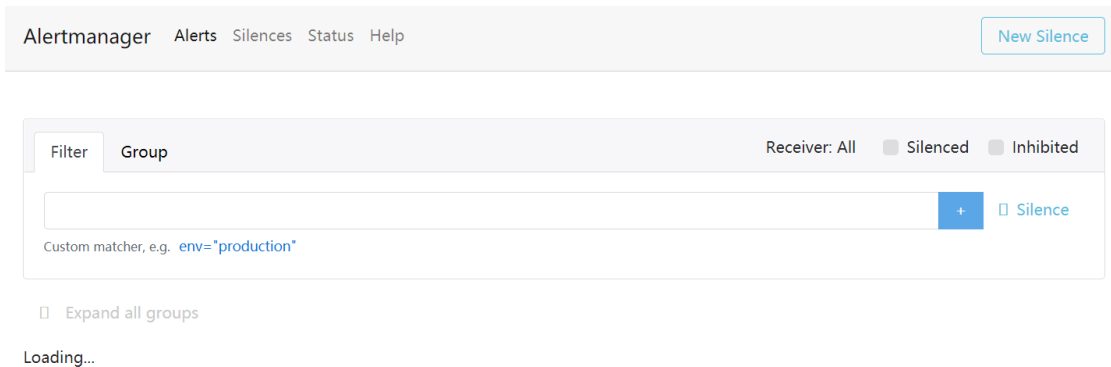 Alertmanager Alerts Silences Status Help New Silence
Filter Group Receiver: All Silenced Inhibited
+ Silence
Custom matcher, e.g. env="production"
Expand all groups
Loading...